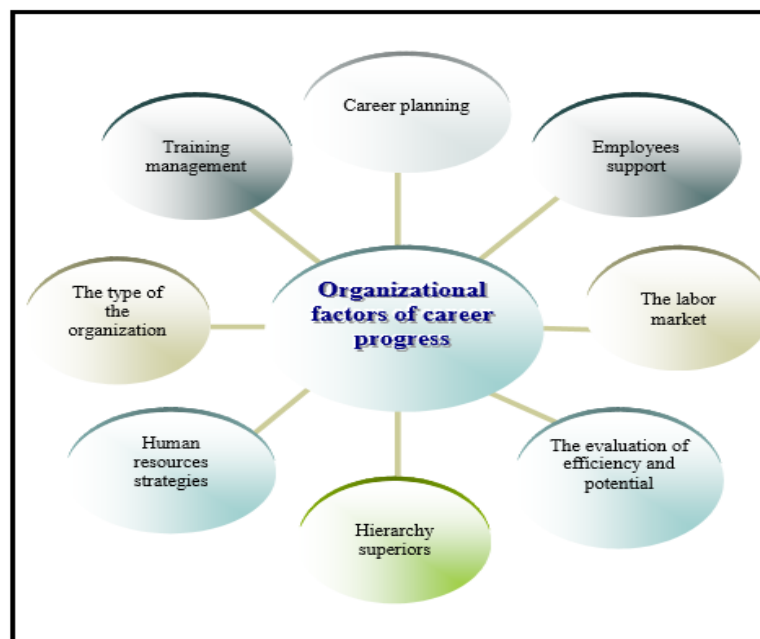 Career planning
Training
management
Employees
support
Organizational
factors of career
progress
The type of
the
organization
The labor
market
Human
resources
strategies
The evaluation of
efficiency and
potential
Hierarchy
superiors